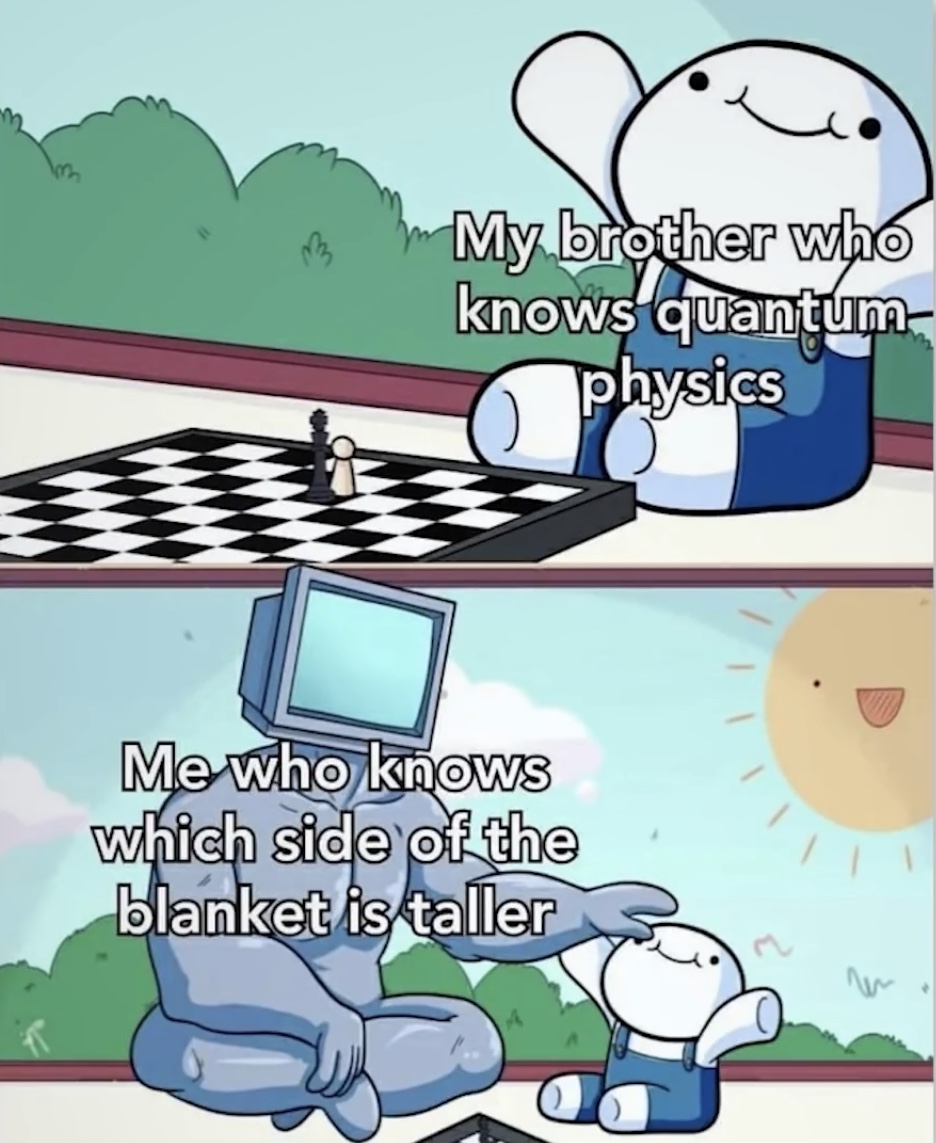 My brother who
knows quantum
physics
Me who knows
which side of the
blanket is taller